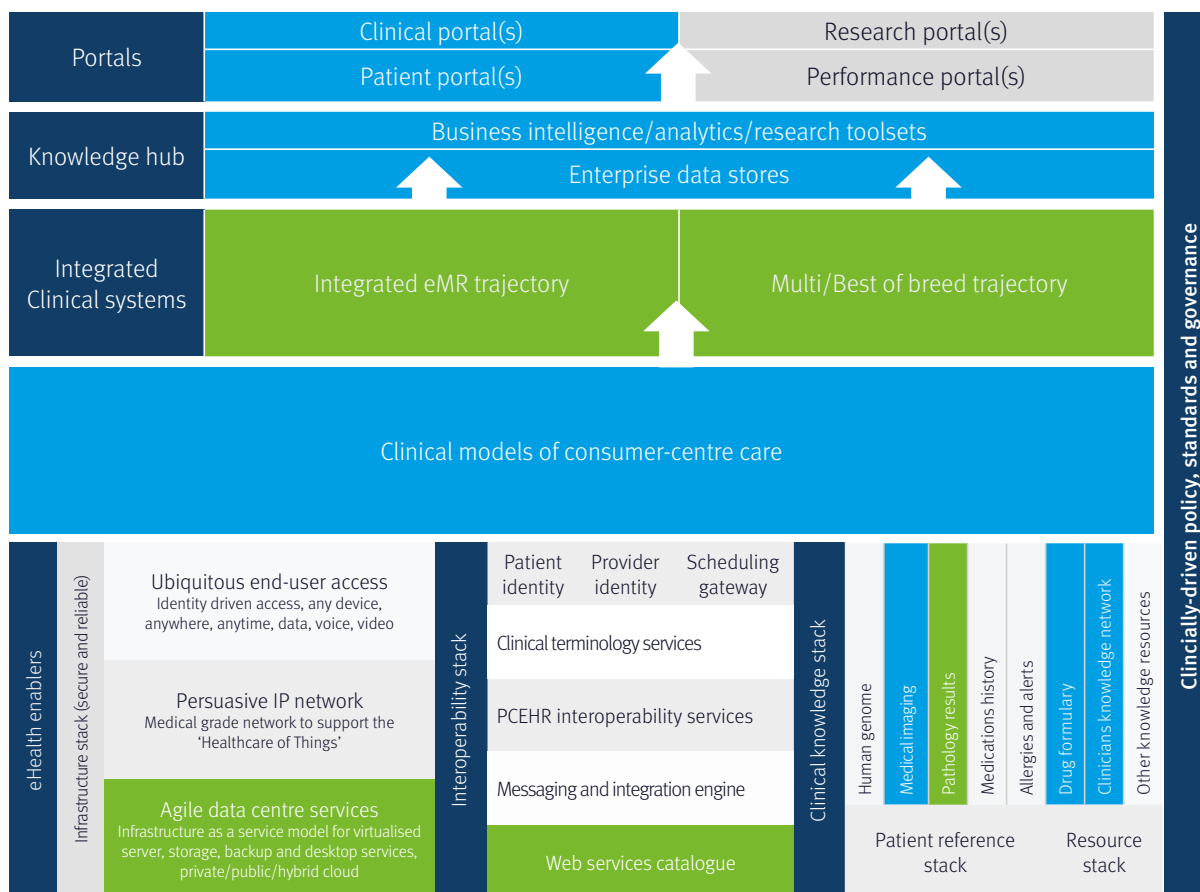 Portals
Clinical portal(s)
Patient portal(s)
Research portal(s)
Performance portal(s)
Knowledge hub
Business intelligence/analytics/research toolsets
Enterprise data stores
Integrated
Clinical systems
Integrated eMR trajectory
Multi/Best of breed trajectory
Clinical models of consumer-centre care
eHealth enablers
Infrastructure stack (secure and reliable)
Ubiquitous end-user access
Identity driven access, any device,
anywhere, anytime, data, voice, video
Persuasive IP network
Medical grade network to support the
‘Healthcare of Things’
Agile data centre services
Infrastructure as a service model for virtualised
server, storage, backup and desktop services,
private/public/hybrid cloud
Interoperability stack
Patient
identity
Provider
identity
Scheduling
gateway
Clinical terminology services
PCEHR interoperability services
Messaging and integration engine
Web services catalogue
Clinical knowledge stack
Human genome
Medical imaging
Pathology results
Medications history
Allergies and alerts
Drug formulary
Clinicians knowledge network
Other knowledge resources
Patient reference
stack
Resource
stack
Clincially-driven policy, standards and governance